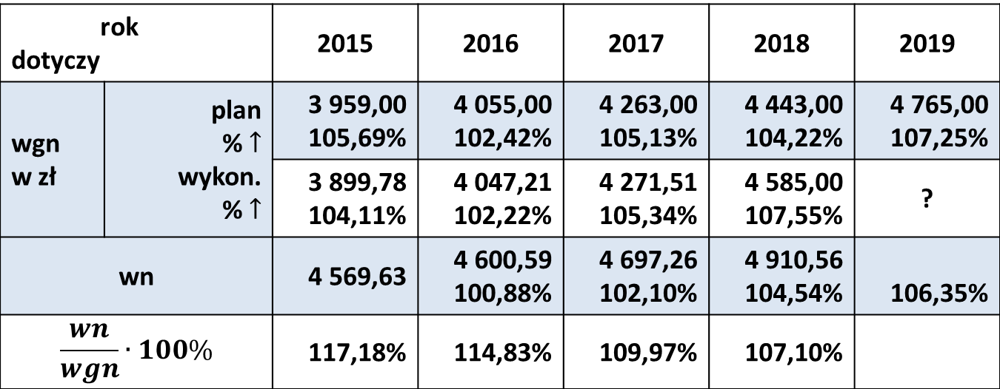 rok
dotyczy
2015 2016 2017 2018 2019
wgn
w zł
plan
% ↑
wykon.
% ↑
3 959,00 4 055,00 4 263,00 4 443,00 4 765,00
105,69% 102,42% 105,13% 104,22% 107,25%
3 899,78 4 047,21 4 271,51 4 585,00 ?
104,11% 102,22% 105,34% 107,55%
wn
4 569,63 4 600,59 4 697,26 4 910,56
100,88% 102,10% 104,54% 106,35%
wn/wgn · 100%
117,18% 114,83% 109,97% 107,10%